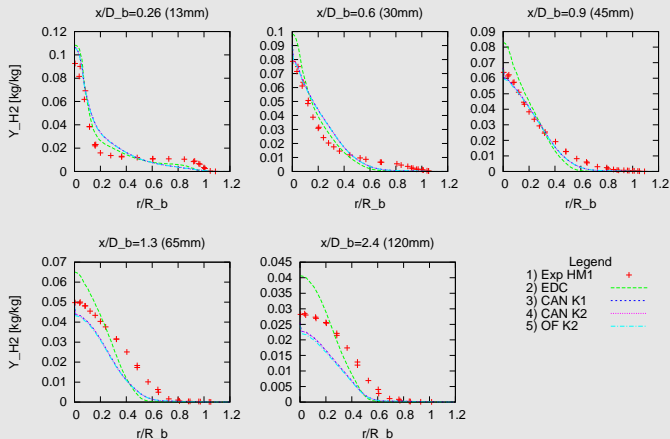 x/D_b=0.26 (13mm)
x/D_b=0.6 (30mm)
x/D_b=0.9 (45mm)
Y_H2 [kg/kg]
0.12
0.1
0.08
0.06
0.04
0.02
0
0 0.2 0.4 0.6 0.8 1 1.2
r/R_b
0.1
0.09
0.08
0.07
0.06
0.05
0.04
0.03
0.02
0.01
0
0 0.2 0.4 0.6 0.8 1 1.2
r/R_b
0.09
0.08
0.07
0.06
0.05
0.04
0.03
0.02
0.01
0
0 0.2 0.4 0.6 0.8 1 1.2
r/R_b
x/D_b=1.3 (65mm)
x/D_b=2.4 (120mm)
Y_H2 [kg/kg]
0.07
0.06
0.05
0.04
0.03
0.02
0.01
0
0 0.2 0.4 0.6 0.8 1 1.2
r/R_b
0.045
0.04
0.035
0.03
0.025
0.02
0.015
0.01
0.005
0
0 0.2 0.4 0.6 0.8 1 1.2
r/R_b
Legend
1) Exp HM1
2) EDC
3) CAN K1
4) CAN K2
5) OF K2